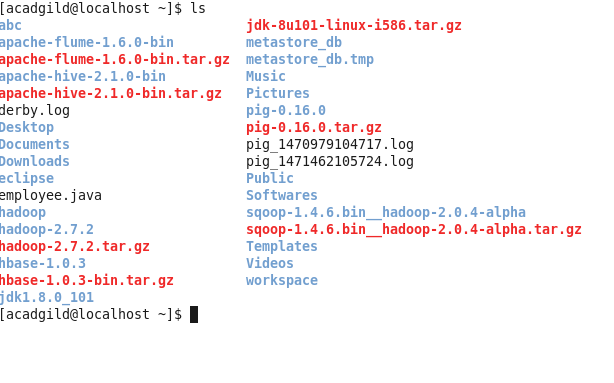 [acadgild@localhost ~]$ ls
abc jdk-8u101-linux-i586.tar.gz
apache-flume-1.6.0-bin metastore_db
apache-flume-1.6.0-bin.tar.gz metastore_db.tmp
apache-hive-2.1.0-bin Music
apache-hive-2.1.0-bin.tar.gz Pictures
derby.log pig-0.16.0
Desktop pig-0.16.0.tar.gz
Documents pig_1470979104717.log
Downloads pig_1471462105724.log
eclipse Public
employee.java Softwares
hadoop sqoop-1.4.6.bin__hadoop-2.0.4-alpha
hadoop-2.7.2 sqoop-1.4.6.bin__hadoop-2.0.4-alpha.tar.gz
hadoop-2.7.2.tar.gz Templates
hbase-1.0.3 Videos
hbase-1.0.3-bin.tar.gz workspace
jdk1.8.0_101
[acadgild@localhost ~]$